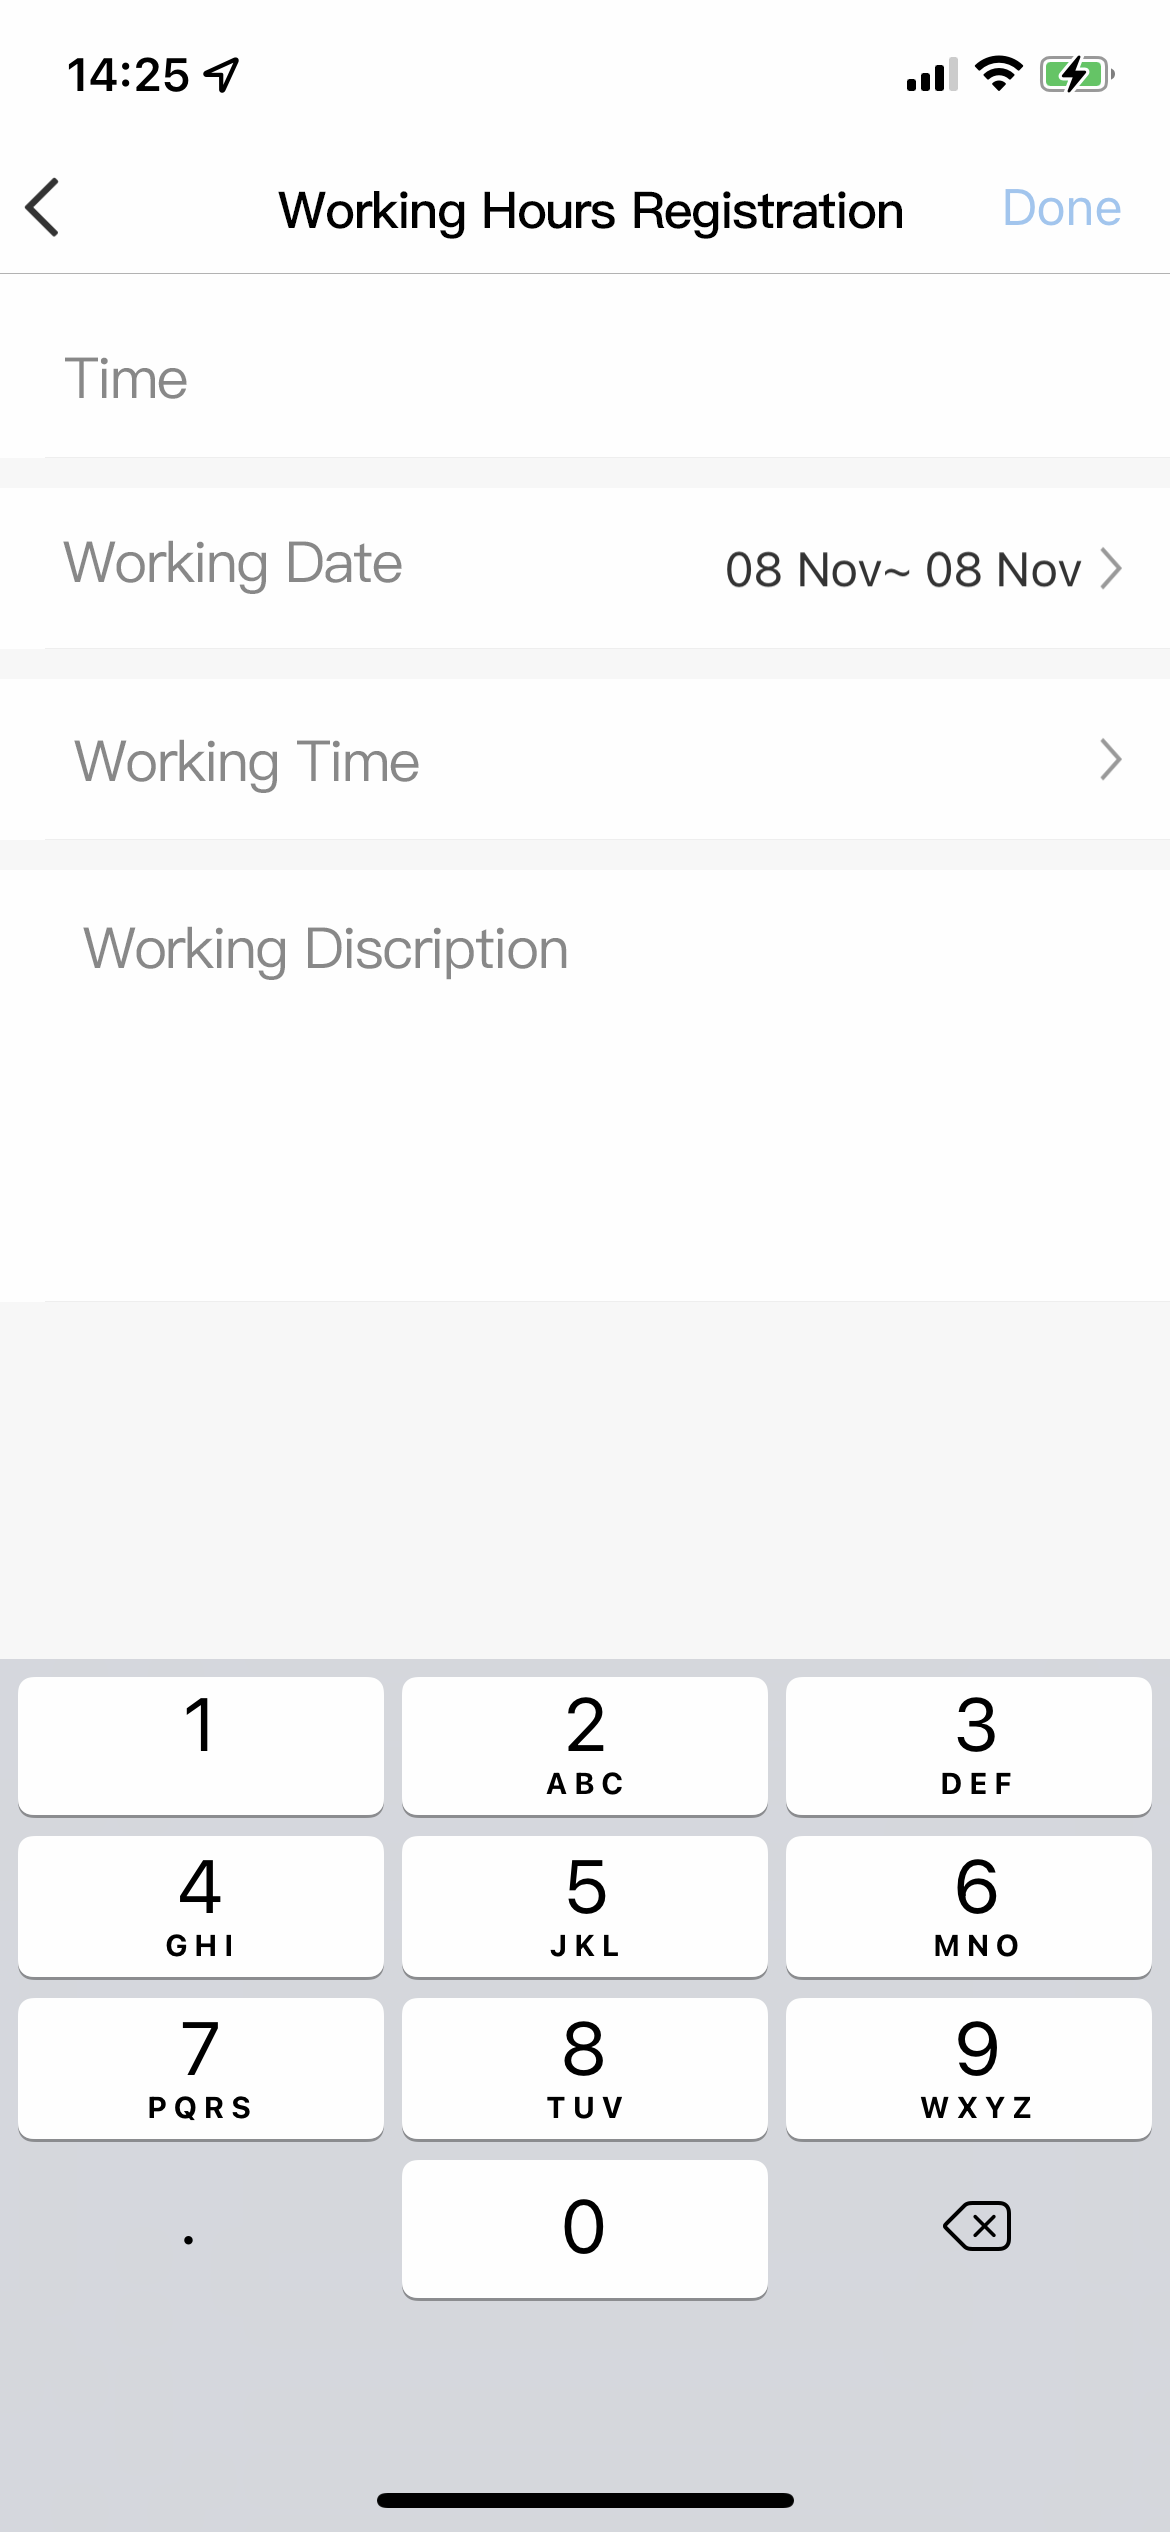 14:25
Working Hours Registration
Done
Time
Working Date
08 Nov~ 08 Nov
Working Time
Working Discription
1
2
ABC
3
DEF
4
GHI
5
JKL
6
MNO
7
PQRS
8
TUV
9
WXYZ
.
0